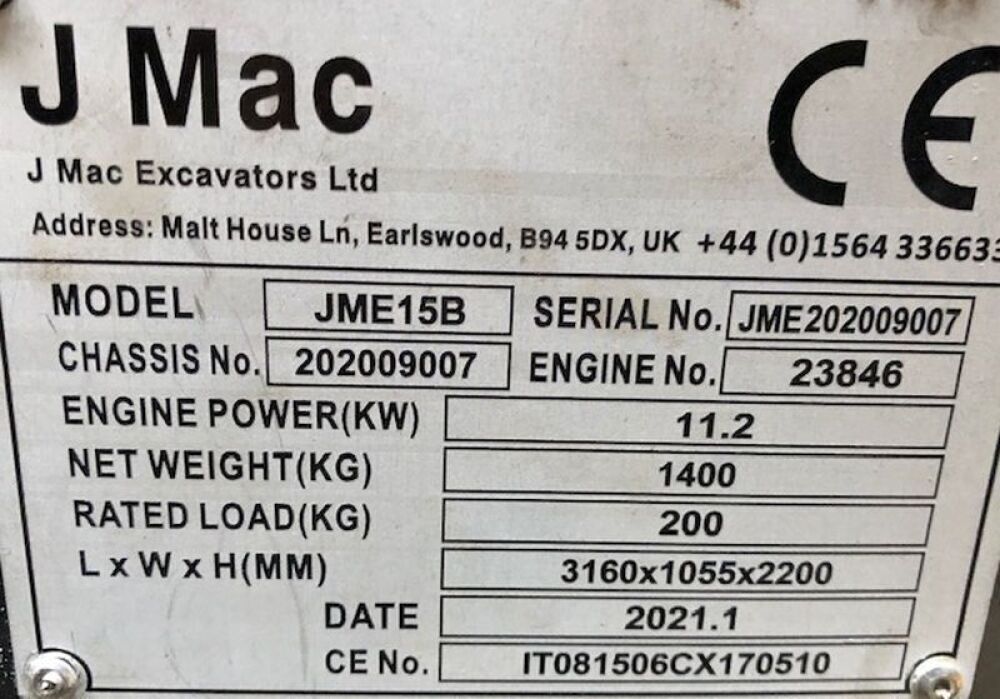 J Mac
CE
J Mac Excavators Ltd
Address: Malt House Ln, Earlswood, B94 5DX, UK +44 (0)1564 336633
MODEL JME15B SERIAL No. JME202009007
CHASSIS No. 202009007 ENGINE No. 23846
ENGINE POWER(KW) 11.2
NET WEIGHT(KG) 1400
RATED LOAD(KG) 200
L x W x H(MM) 3160x1055x2200
DATE 2021.1
CE No. IT081506CX170510